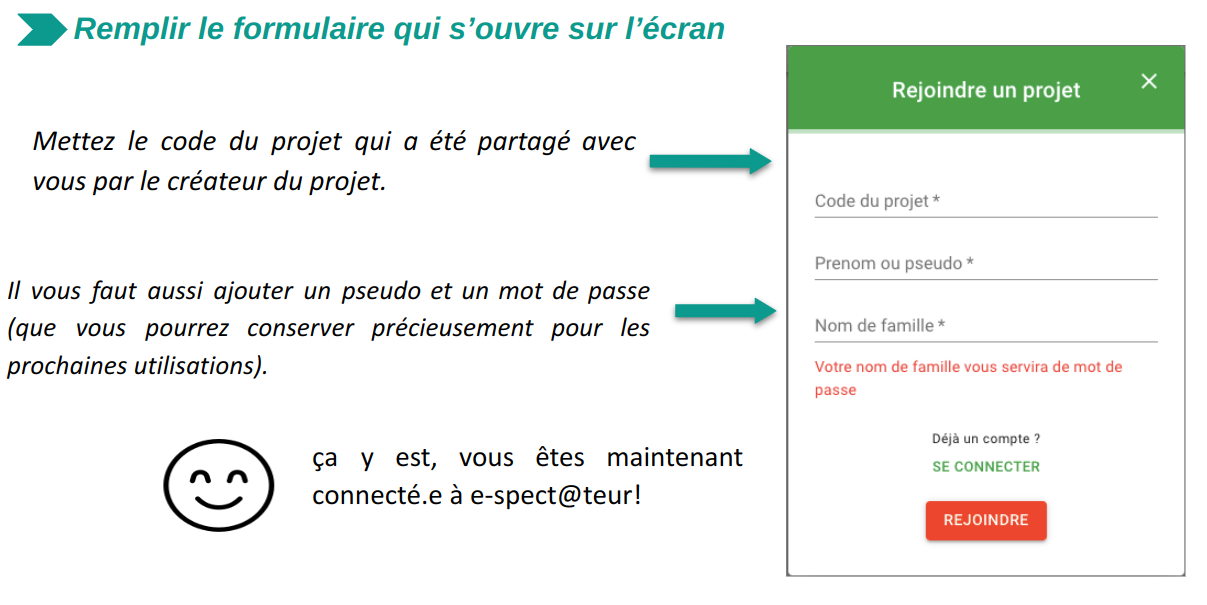 Remplir le formulaire qui s’ouvre sur l’écran
Mettez le code du projet qui a été partagé avec
vous par le créateur du projet.
Il vous faut aussi ajouter un pseudo et un mot de passe
(que vous pourrez conserver précieusement pour les
prochaines utilisations).
ça y est, vous êtes maintenant
connecté.e à e-spect@teur!
Rejoindre un projet
Code du projet *
Prenom ou pseudo *
Nom de famille *
Votre nom de famille vous servira de mot de
passe
Déjà un compte ?
SE CONNECTER
REJOINDRE